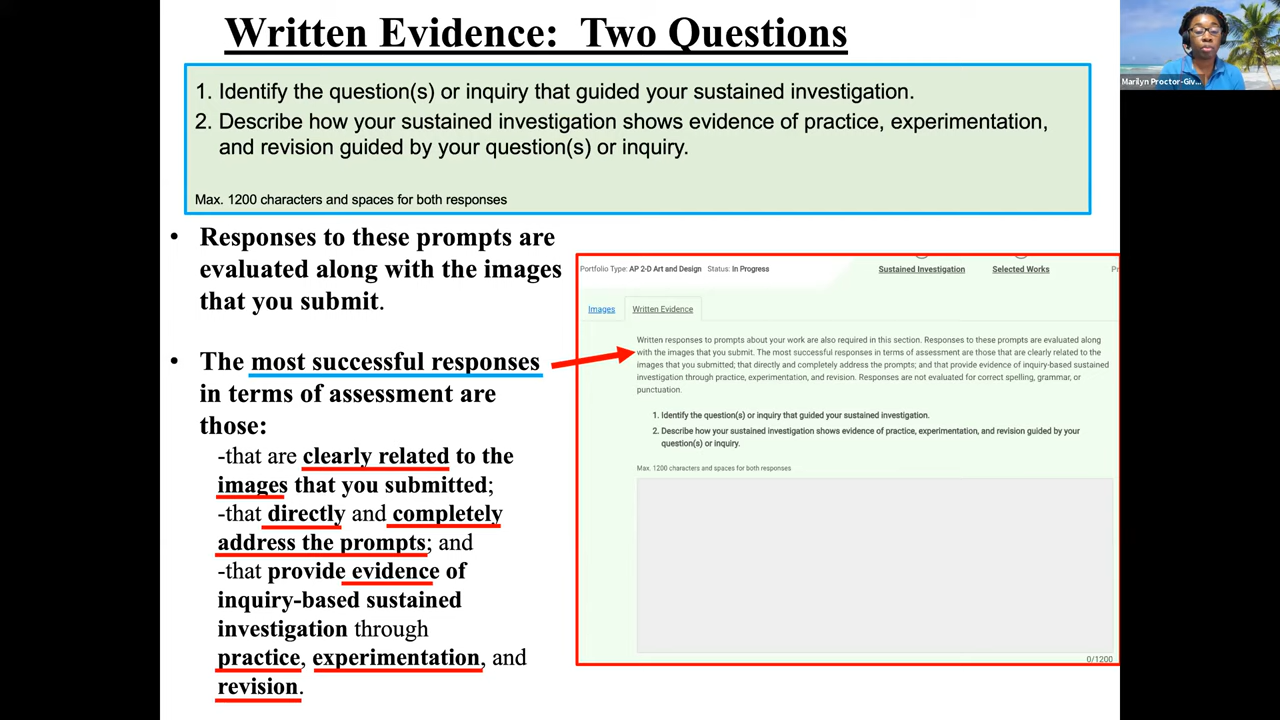 Written Evidence:  Two Questions
Marilyn Proctor-Giv...
1. Identify the question(s) or inquiry that guided your sustained investigation.
2. Describe how your sustained investigation shows evidence of practice, experimentation,
and revision guided by your question(s) or inquiry.
Max. 1200 characters and spaces for both responses
• Responses to these prompts are
evaluated along with the images
that you submit.
• The most successful responses
in terms of assessment are
those:
-that are clearly related to the
images that you submitted;
-that directly and completely
address the prompts; and
-that provide evidence of
inquiry-based sustained
investigation through
practice, experimentation, and
revision.
Portfolio Type: AP 2-D Art and Design Status: In Progress
Sustained Investigation Selected Works Pr
Images Written Evidence
Written responses to prompts about your work are also required in this section. Responses to these prompts are evaluated along
with the images that you submit. The most successful responses in terms of assessment are those that are clearly related to the
images that you submitted; that directly and completely address the prompts; and that provide evidence of inquiry-based sustained
investigation through practice, experimentation, and revision. Responses are not evaluated for correct spelling, grammar, or
punctuation.
1. Identify the question(s) or inquiry that guided your sustained investigation.
2. Describe how your sustained investigation shows evidence of practice, experimentation, and revision guided by your
question(s) or inquiry.
Max. 1200 characters and spaces for both responses
0/1200